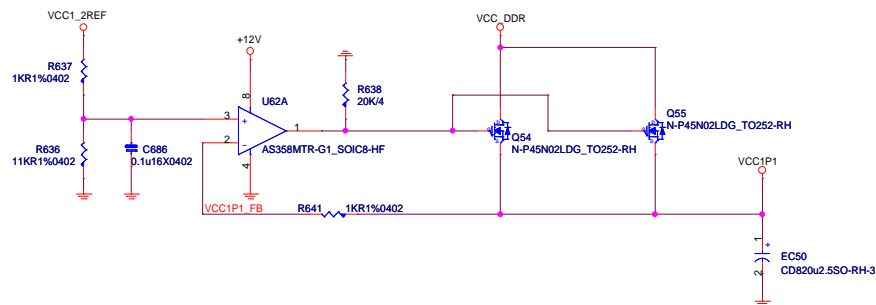 VCC1_2REF
VCC_DDR
+12V
R637
1KR1%0402
R638
20K/4
U62A
8
3
+
1
2
-
4
AS358MTR-G1_SOIC8-HF
Q55
N-P45N02LDG_TO252-RH
Q54
N-P45N02LDG_TO252-RH
R636
11KR1%0402
C686
0.1u16X0402
VCC1P1
VCC1P1_FB
R641
1KR1%0402
1
+
EC50
2
CD820u2.5SO-RH-3